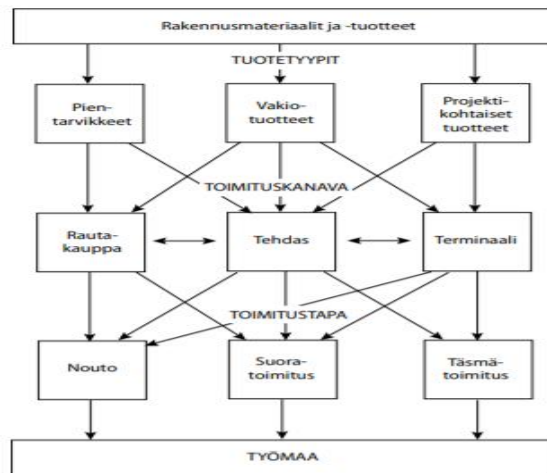 Rakennusmateriaalit ja -tuotteet
TUOTETYYPIT
Pien-
tarvikkeet
Vakio-
tuotteet
Projekti-
kohtaiset
tuotteet
TOIMITUSKANAVA
Rauta-
kauppa
Tehdas
Terminaali
TOIMITUSTAPA
Nouto
Suora-
toimitus
Täsmä-
toimitus
TYÖMAA